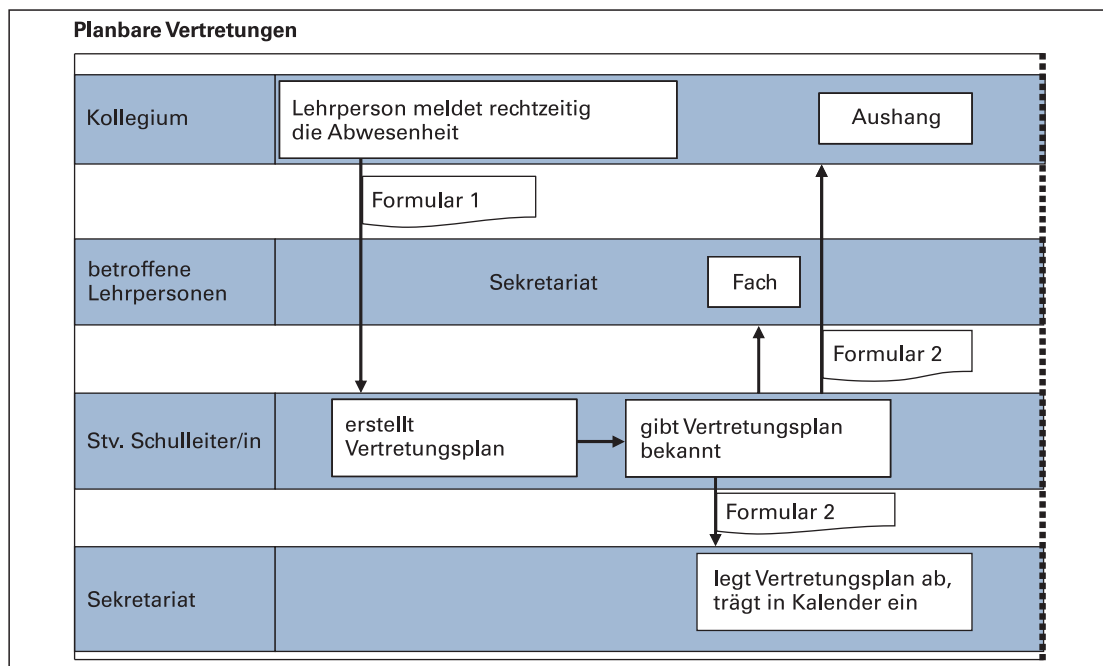 Planbare Vertretungen
Kollegium
Lehrperson meldet rechtzeitig
die Abwesenheit
Aushang
Formular 1
betroffene
Lehrpersonen
Sekretariat
Fach
Formular 2
Stv. Schulleiter/in
erstellt
Vertretungsplan
gibt Vertretungsplan
bekannt
Formular 2
Sekretariat
legt Vertretungsplan ab,
trägt in Kalender ein